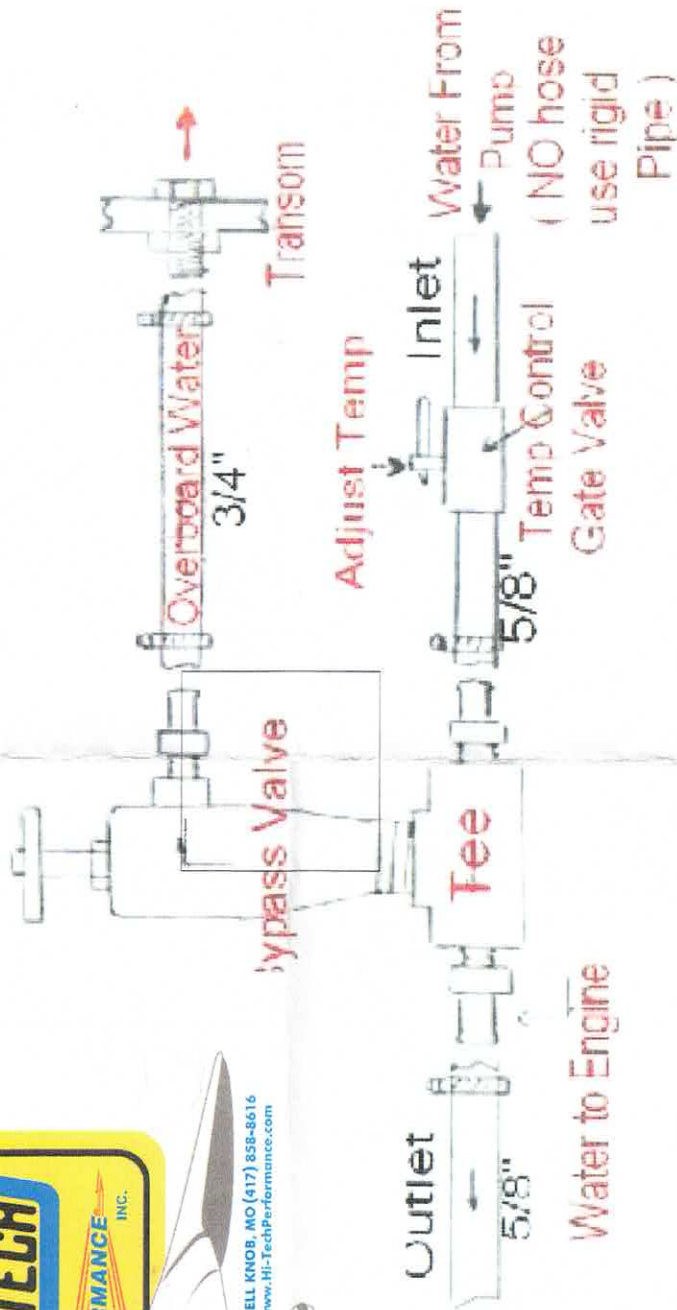 TECH
RMANCE
INC.
ELL KNOB, MO (417) 858-8616
ww.Hi-TechPerformance.com
Transom
Overboard Water
3/4"
ypass Valve
Adjust Temp
Inlet
Water From
Pump
( NO hose
use rigid
Pipe )
Temp Control
Gate Valve
5/8"
Tee
Outlet
5/8"
Water to Engine